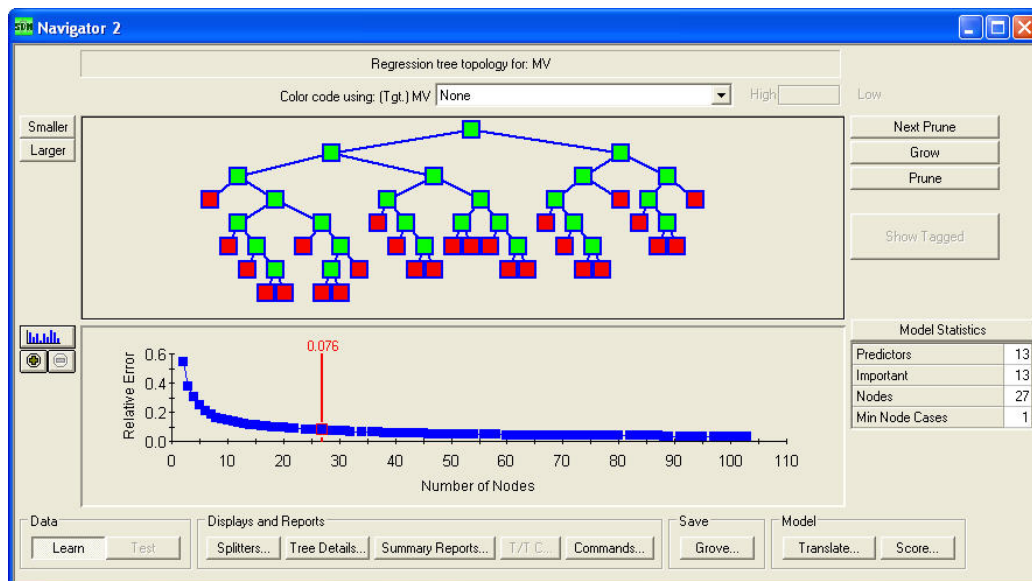 SDM Navigator 2
Regression tree topology for: MV
Color code using: (Tgt.) MV None High Low
Smaller
Larger
Next Prune
Grow
Prune
Show Tagged
0.076
Relative Error
0.6
0.4
0.2
0.0
0 10 20 30 40 50 60 70 80 90 100 110
Number of Nodes
Model Statistics
Predictors 13
Important 13
Nodes 27
Min Node Cases 1
Data
Learn Test
Displays and Reports
Splitters... Tree Details... Summary Reports... T/T C... Commands...
Save
Grove...
Model
Translate... Score...